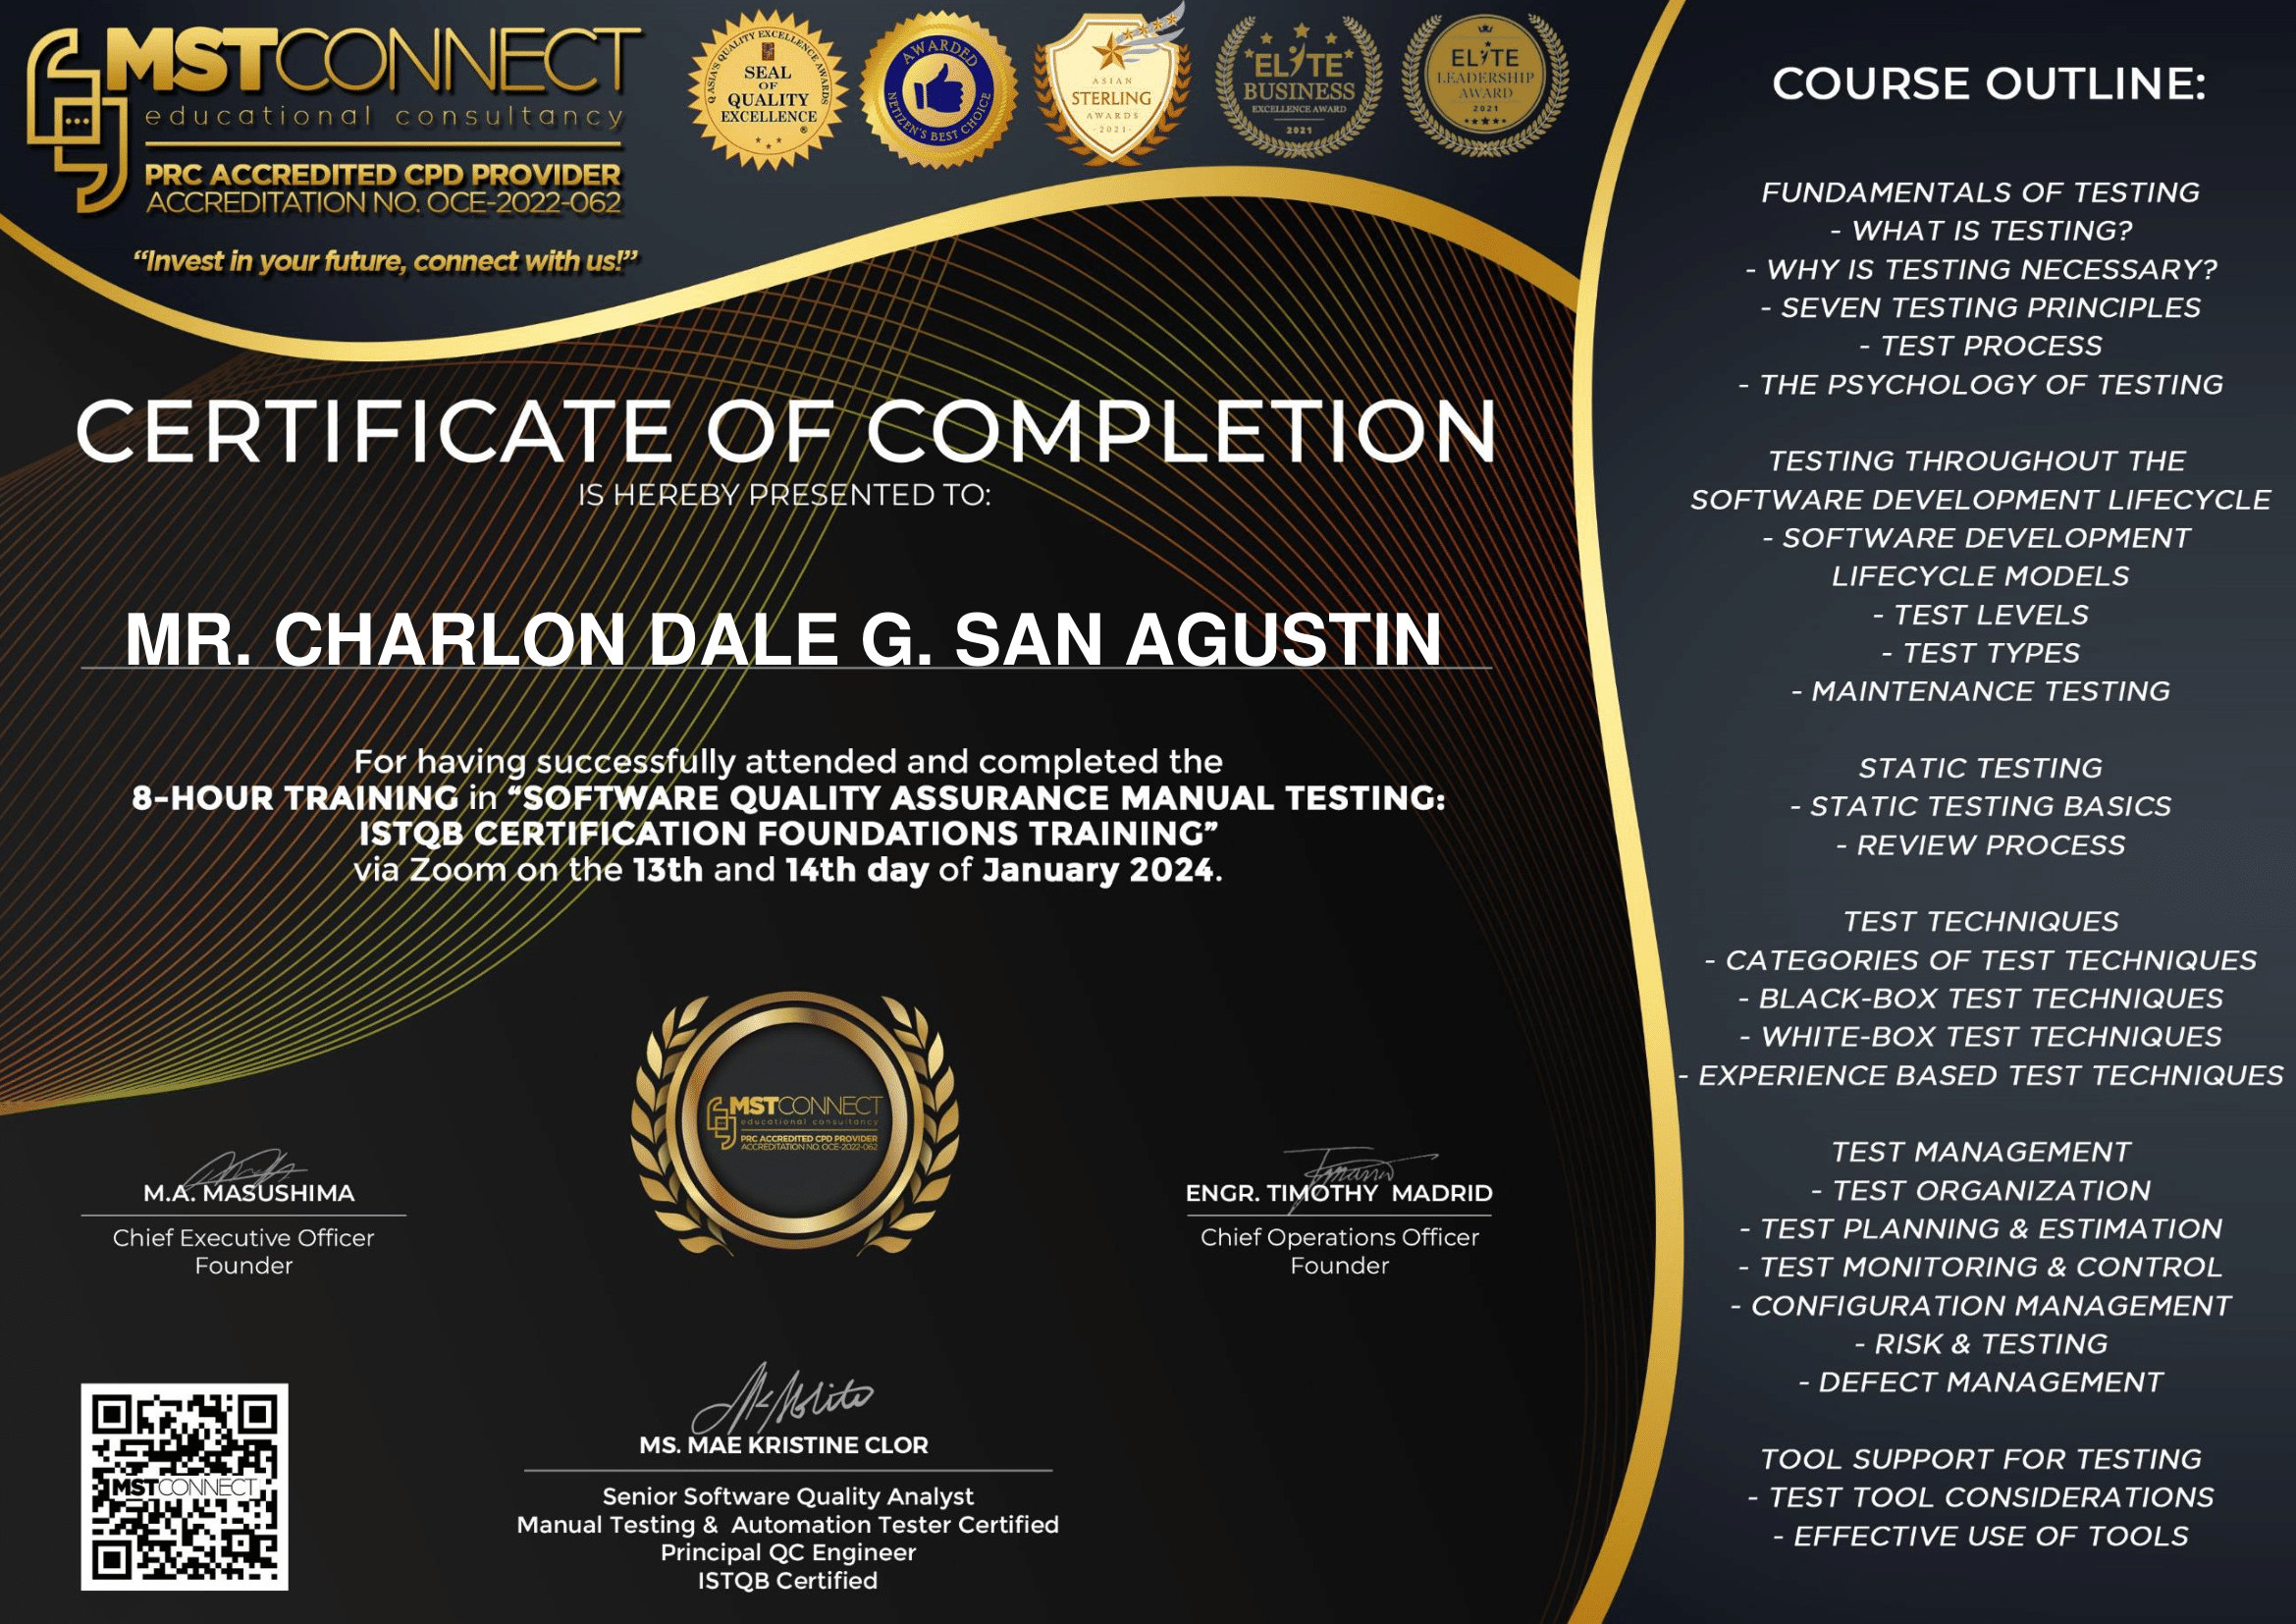 MSTCONNECT
educational consultancy
PRC ACCREDITED CPD PROVIDER
ACCREDITATION NO. OCE-2022-062
“Invest in your future, connect with us!”
Q ASIA'S QUALITY EXCELLENCE AWARDS
SEAL
OF
QUALITY
EXCELLENCE
®
AWARDED
NETIZEN'S BEST CHOICE
ASIAN
STERLING
AWARDS
- 2021 -
ELITE
BUSINESS
EXCELLENCE AWARD
2021
ELITE
LEADERSHIP
AWARD
2021
CERTIFICATE OF COMPLETION
IS HEREBY PRESENTED TO:
MR. CHARLON DALE G. SAN AGUSTIN
For having successfully attended and completed the
8-HOUR TRAINING in “SOFTWARE QUALITY ASSURANCE MANUAL TESTING:
ISTQB CERTIFICATION FOUNDATIONS TRAINING”
via Zoom on the 13th and 14th day of January 2024.
MSTCONNECT
educational consultancy
PRC ACCREDITED CPD PROVIDER
ACCREDITATION NO. OCE-2022-062
M.A. MASUSHIMA
Chief Executive Officer
Founder
ENGR. TIMOTHY MADRID
Chief Operations Officer
Founder
MSTCONNECT
MS. MAE KRISTINE CLOR
Senior Software Quality Analyst
Manual Testing & Automation Tester Certified
Principal QC Engineer
ISTQB Certified
COURSE OUTLINE:
FUNDAMENTALS OF TESTING
- WHAT IS TESTING?
- WHY IS TESTING NECESSARY?
- SEVEN TESTING PRINCIPLES
- TEST PROCESS
- THE PSYCHOLOGY OF TESTING
TESTING THROUGHOUT THE
SOFTWARE DEVELOPMENT LIFECYCLE
- SOFTWARE DEVELOPMENT
LIFECYCLE MODELS
- TEST LEVELS
- TEST TYPES
- MAINTENANCE TESTING
STATIC TESTING
- STATIC TESTING BASICS
- REVIEW PROCESS
TEST TECHNIQUES
- CATEGORIES OF TEST TECHNIQUES
- BLACK-BOX TEST TECHNIQUES
- WHITE-BOX TEST TECHNIQUES
- EXPERIENCE BASED TEST TECHNIQUES
TEST MANAGEMENT
- TEST ORGANIZATION
- TEST PLANNING & ESTIMATION
- TEST MONITORING & CONTROL
- CONFIGURATION MANAGEMENT
- RISK & TESTING
- DEFECT MANAGEMENT
TOOL SUPPORT FOR TESTING
- TEST TOOL CONSIDERATIONS
- EFFECTIVE USE OF TOOLS